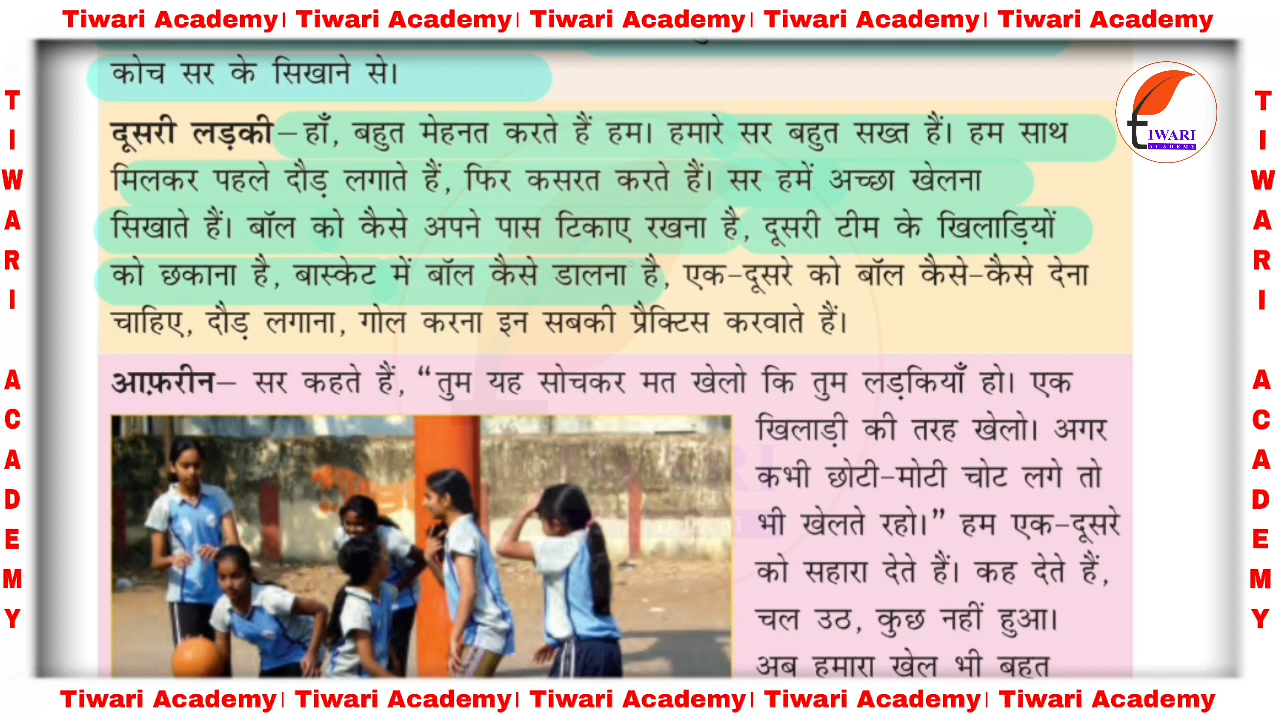 Tiwari Academy। Tiwari Academy। Tiwari Academy। Tiwari Academy। Tiwari Academy
कोच सर के सिखाने से।
दूसरी लड़की–हाँ, बहुत मेहनत करते हैं हम। हमारे सर बहुत सख्त हैं। हम साथ
मिलकर पहले दौड़ लगाते हैं, फिर कसरत करते हैं। सर हमें अच्छा खेलना
सिखाते हैं। बॉल को कैसे अपने पास टिकाए रखना है, दूसरी टीम के खिलाड़ियों
को छकाना है, बास्केट में बॉल कैसे डालना है, एक-दूसरे को बॉल कैसे-कैसे देना
चाहिए, दौड़ लगाना, गोल करना इन सबकी प्रैक्टिस करवाते हैं।
आफ़रीन– सर कहते हैं, “तुम यह सोचकर मत खेलो कि तुम लड़कियाँ हो। एक
खिलाड़ी की तरह खेलो। अगर
कभी छोटी-मोटी चोट लगे तो
भी खेलते रहो।” हम एक-दूसरे
को सहारा देते हैं। कह देते हैं,
चल उठ, कुछ नहीं हुआ।
अब हमारा खेल भी बहुत
TIWARI
ACADEMY
TIWARI ACADEMY
TIWARI ACADEMY
Tiwari Academy। Tiwari Academy। Tiwari Academy। Tiwari Academy। Tiwari Academy